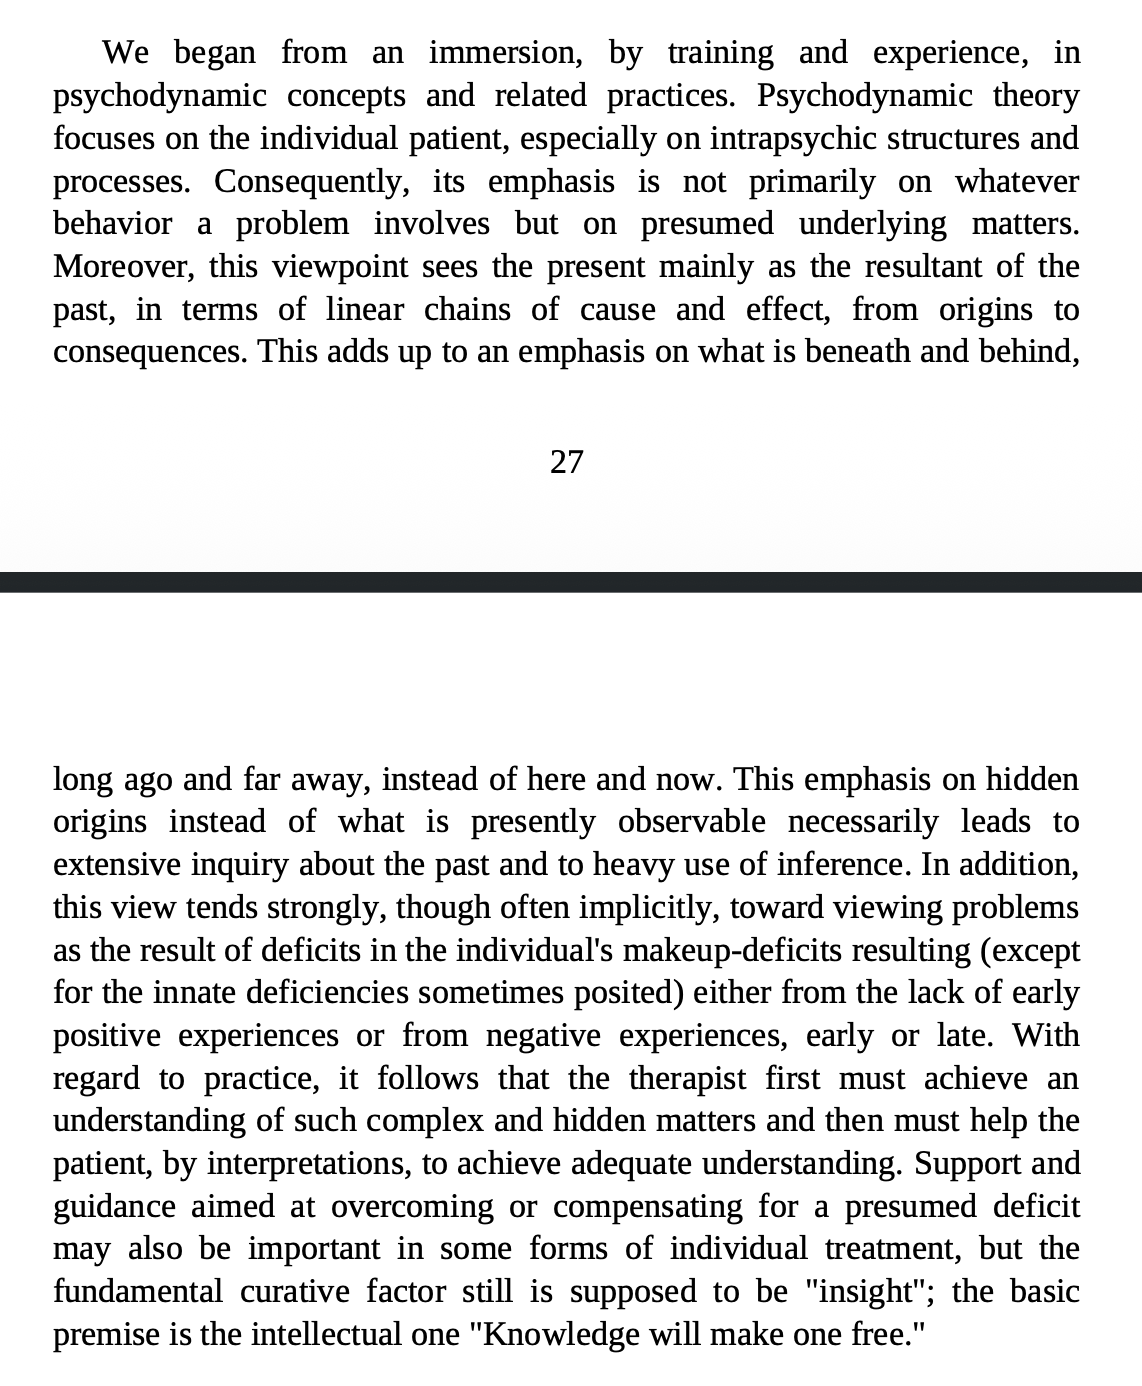 We began from an immersion, by training and experience, in
psychodynamic concepts and related practices. Psychodynamic theory
focuses on the individual patient, especially on intrapsychic structures and
processes. Consequently, its emphasis is not primarily on whatever
behavior a problem involves but on presumed underlying matters.
Moreover, this viewpoint sees the present mainly as the resultant of the
past, in terms of linear chains of cause and effect, from origins to
consequences. This adds up to an emphasis on what is beneath and behind,
27
long ago and far away, instead of here and now. This emphasis on hidden
origins instead of what is presently observable necessarily leads to
extensive inquiry about the past and to heavy use of inference. In addition,
this view tends strongly, though often implicitly, toward viewing problems
as the result of deficits in the individual's makeup-deficits resulting (except
for the innate deficiencies sometimes posited) either from the lack of early
positive experiences or from negative experiences, early or late. With
regard to practice, it follows that the therapist first must achieve an
understanding of such complex and hidden matters and then must help the
patient, by interpretations, to achieve adequate understanding. Support and
guidance aimed at overcoming or compensating for a presumed deficit
may also be important in some forms of individual treatment, but the
fundamental curative factor still is supposed to be "insight"; the basic
premise is the intellectual one "Knowledge will make one free."